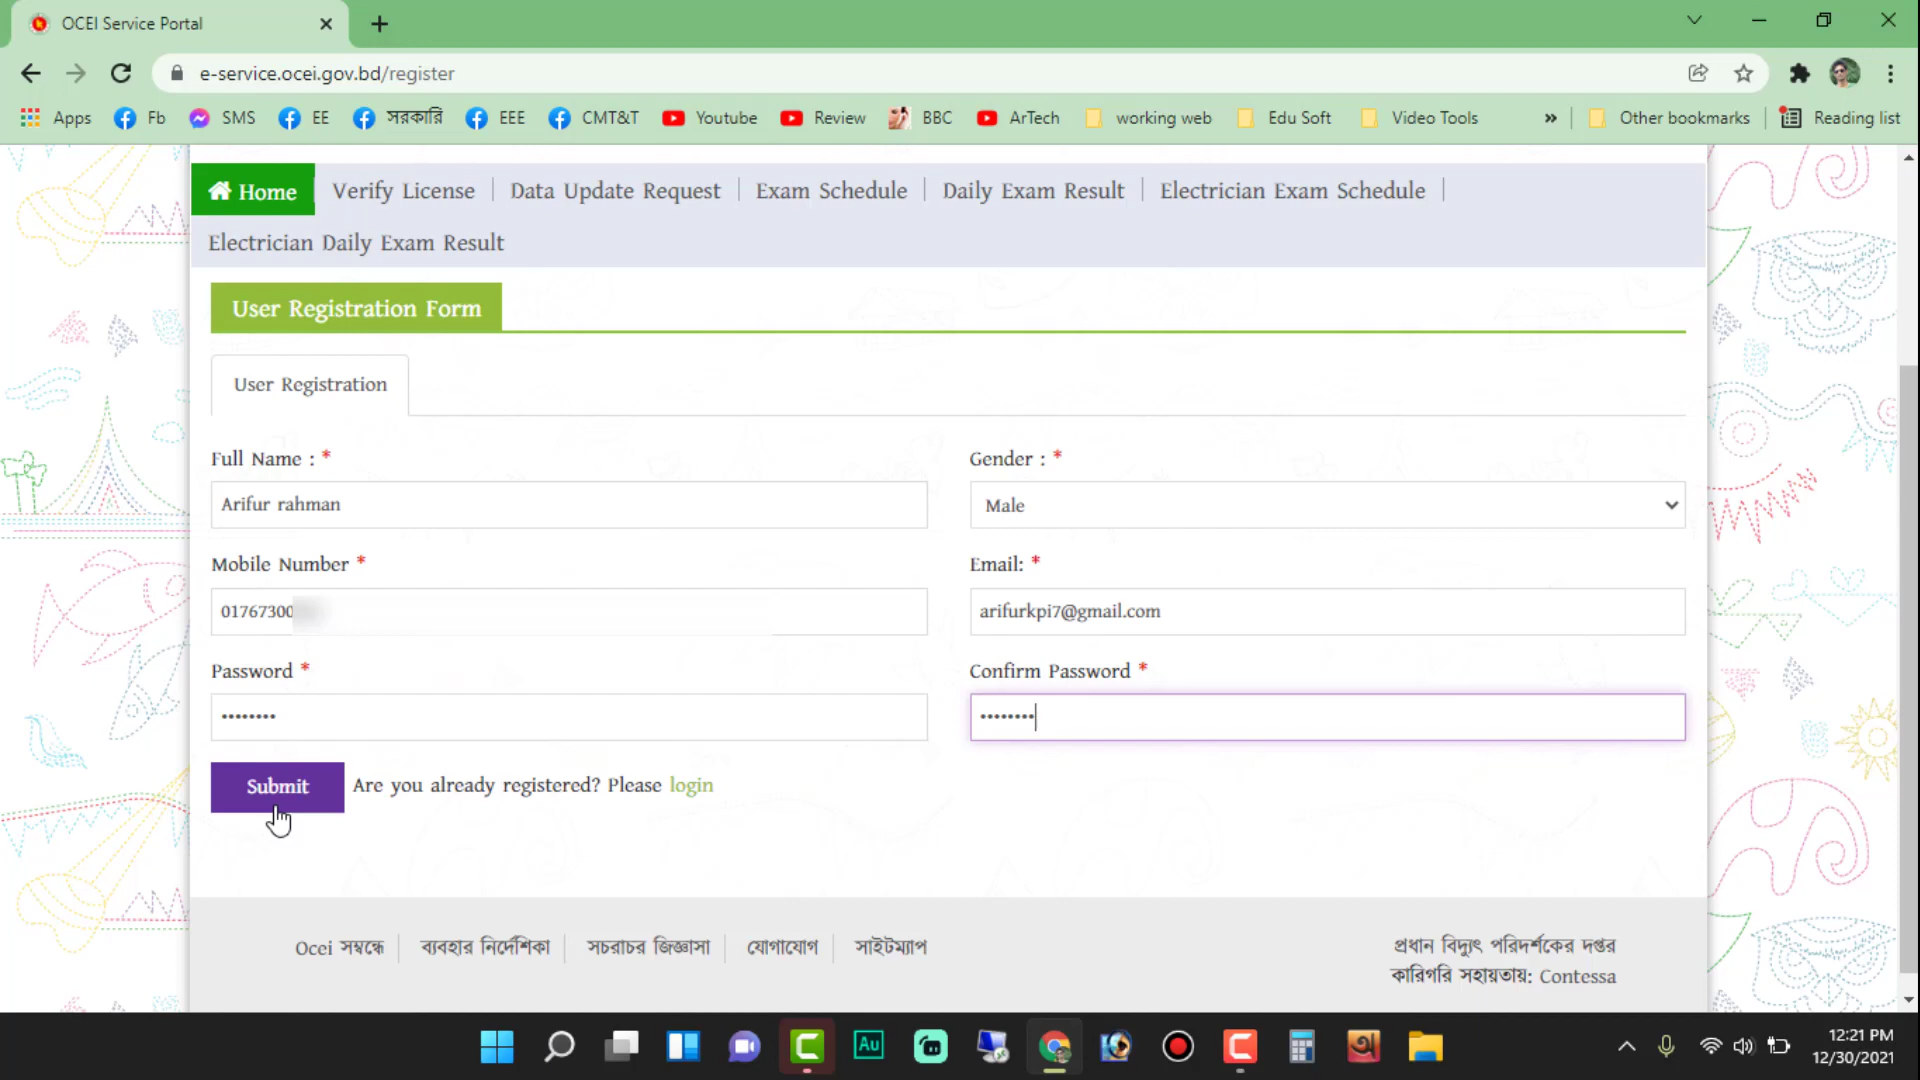 OCEI Service Portal
e-service.ocei.gov.bd/register
Apps Fb SMS EE সরকারি EEE CMT&T Youtube Review BBC ArTech working web Edu Soft Video Tools » Other bookmarks Reading list
Home Verify License Data Update Request Exam Schedule Daily Exam Result Electrician Exam Schedule
Electrician Daily Exam Result
User Registration Form
User Registration
Full Name : * Gender : *
Arifur rahman Male
Mobile Number * Email: *
01767300 arifurkpi7@gmail.com
Password * Confirm Password *
•••••••• ••••••••
Submit Are you already registered? Please login
Ocei সম্বন্ধে ব্যবহার নির্দেশিকা সচরাচর জিজ্ঞাসা যোগাযোগ সাইটম্যাপ প্রধান বিদ্যুৎ পরিদর্শকের দপ্তর
কারিগরি সহায়তায়: Contessa
Au অ 12:21 PM
12/30/2021